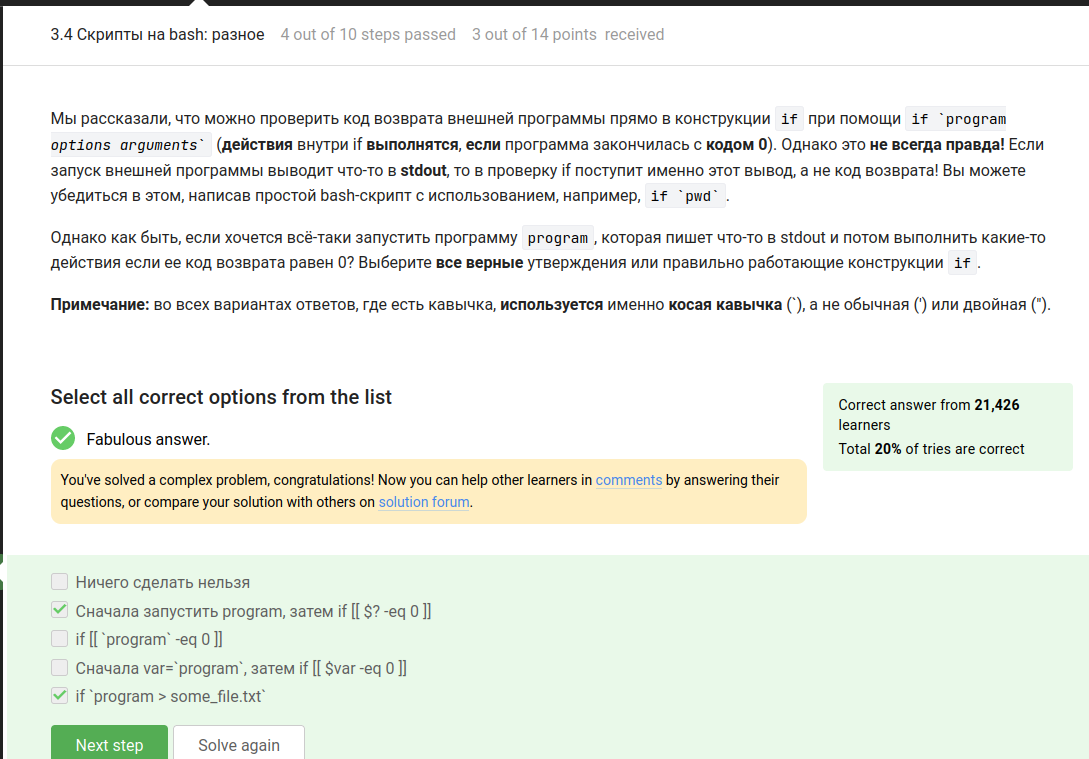 3.4 Скрипты на bash: разное 4 out of 10 steps passed 3 out of 14 points received
Мы рассказали, что можно проверить код возврата внешней программы прямо в конструкции if при помощи if `program
options arguments` (действия внутри if выполнятся, если программа закончилась с кодом 0). Однако это не всегда правда! Если
запуск внешней программы выводит что-то в stdout, то в проверку if поступит именно этот вывод, а не код возврата! Вы можете
убедиться в этом, написав простой bash-скрипт с использованием, например, if `pwd`.
Однако как быть, если хочется всё-таки запустить программу program, которая пишет что-то в stdout и потом выполнить какие-то
действия если ее код возврата равен 0? Выберите все верные утверждения или правильно работающие конструкции if.
Примечание: во всех вариантах ответов, где есть кавычка, используется именно косая кавычка (`), а не обычная (') или двойная (").
Select all correct options from the list
Correct answer from 21,426
learners
Total 20% of tries are correct
Fabulous answer.
You've solved a complex problem, congratulations! Now you can help other learners in comments by answering their
questions, or compare your solution with others on solution forum.
Ничего сделать нельзя
Сначала запустить program, затем if [[ $? -eq 0 ]]
if [[ `program` -eq 0 ]]
Сначала var=`program`, затем if [[ $var -eq 0 ]]
if `program > some_file.txt`
Next step Solve again